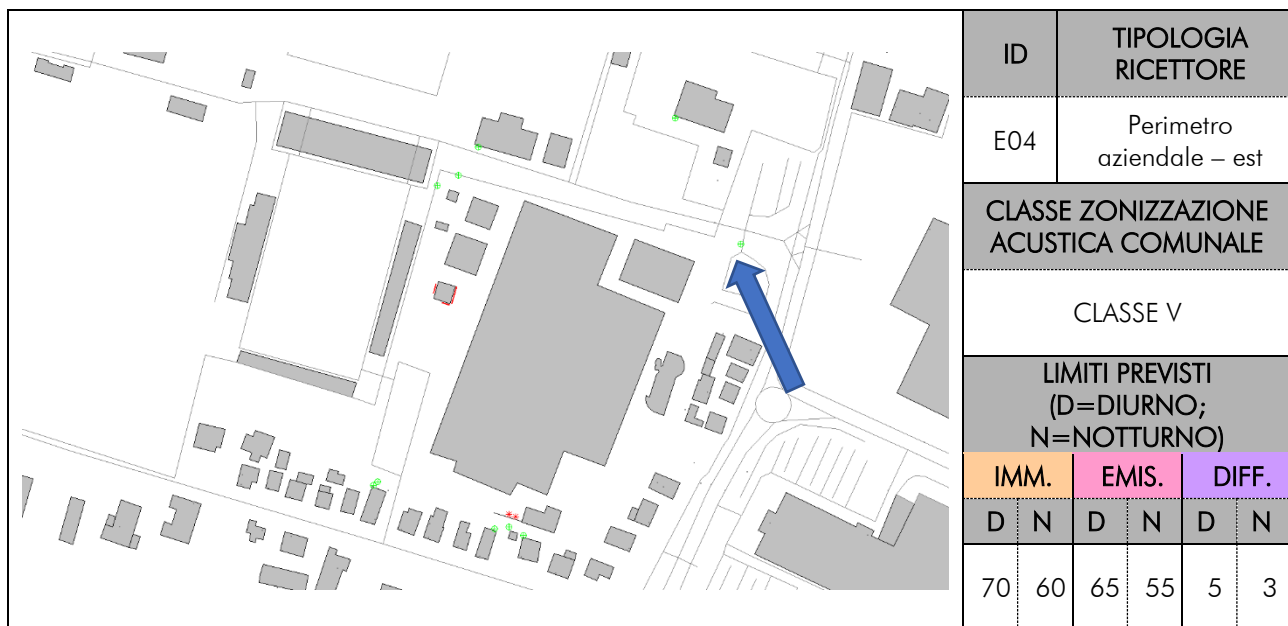 ID
TIPOLOGIA
RICETTORE
E04
Perimetro
aziendale – est
CLASSE ZONIZZAZIONE
ACUSTICA COMUNALE
CLASSE V
LIMITI PREVISTI
(D=DIURNO;
N=NOTTURNO)
IMM. EMIS. DIFF.
D N D N D N
70 60 65 55 5 3